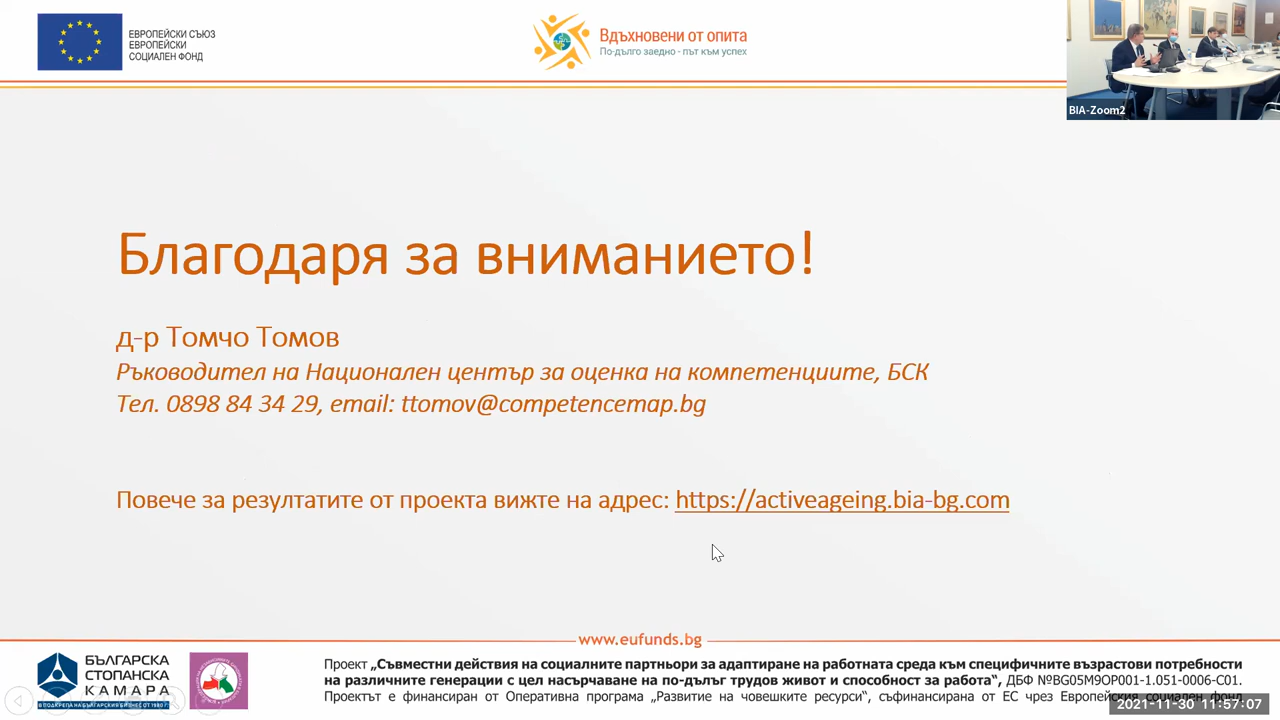 ЕВРОПЕЙСКИ СЪЮЗ
ЕВРОПЕЙСКИ
СОЦИАЛЕН ФОНД
Вдъхновени от опита
По-дълго заедно - път към успех
BIA-Zoom2
Благодаря за вниманието!
д-р Томчо Томов
Ръководител на Национален център за оценка на компетенциите, БСК
Тел. 0898 84 34 29, email: ttomov@competencemap.bg
Повече за резултатите от проекта вижте на адрес: https://activeageing.bia-bg.com
www.eufunds.bg
БЪЛГАРСКА
СТОПАНСКА
КАМАРА
В ПОДКРЕПА НА БЪЛГАРСКИЯ БИЗНЕС ОТ 1980 г.
Проект „Съвместни действия на социалните партньори за адаптиране на работната среда към специфичните възрастови потребности
на различните генерации с цел насърчаване на по-дълъг трудов живот и способност за работа“, ДБФ №BG05M9OP001-1.051-0006-C01.
Проектът е финансиран от Оперативна програма „Развитие на човешките ресурси“, съфинансирана от ЕС чрез Европейския социален фонд
2021-11-30 11:57:07